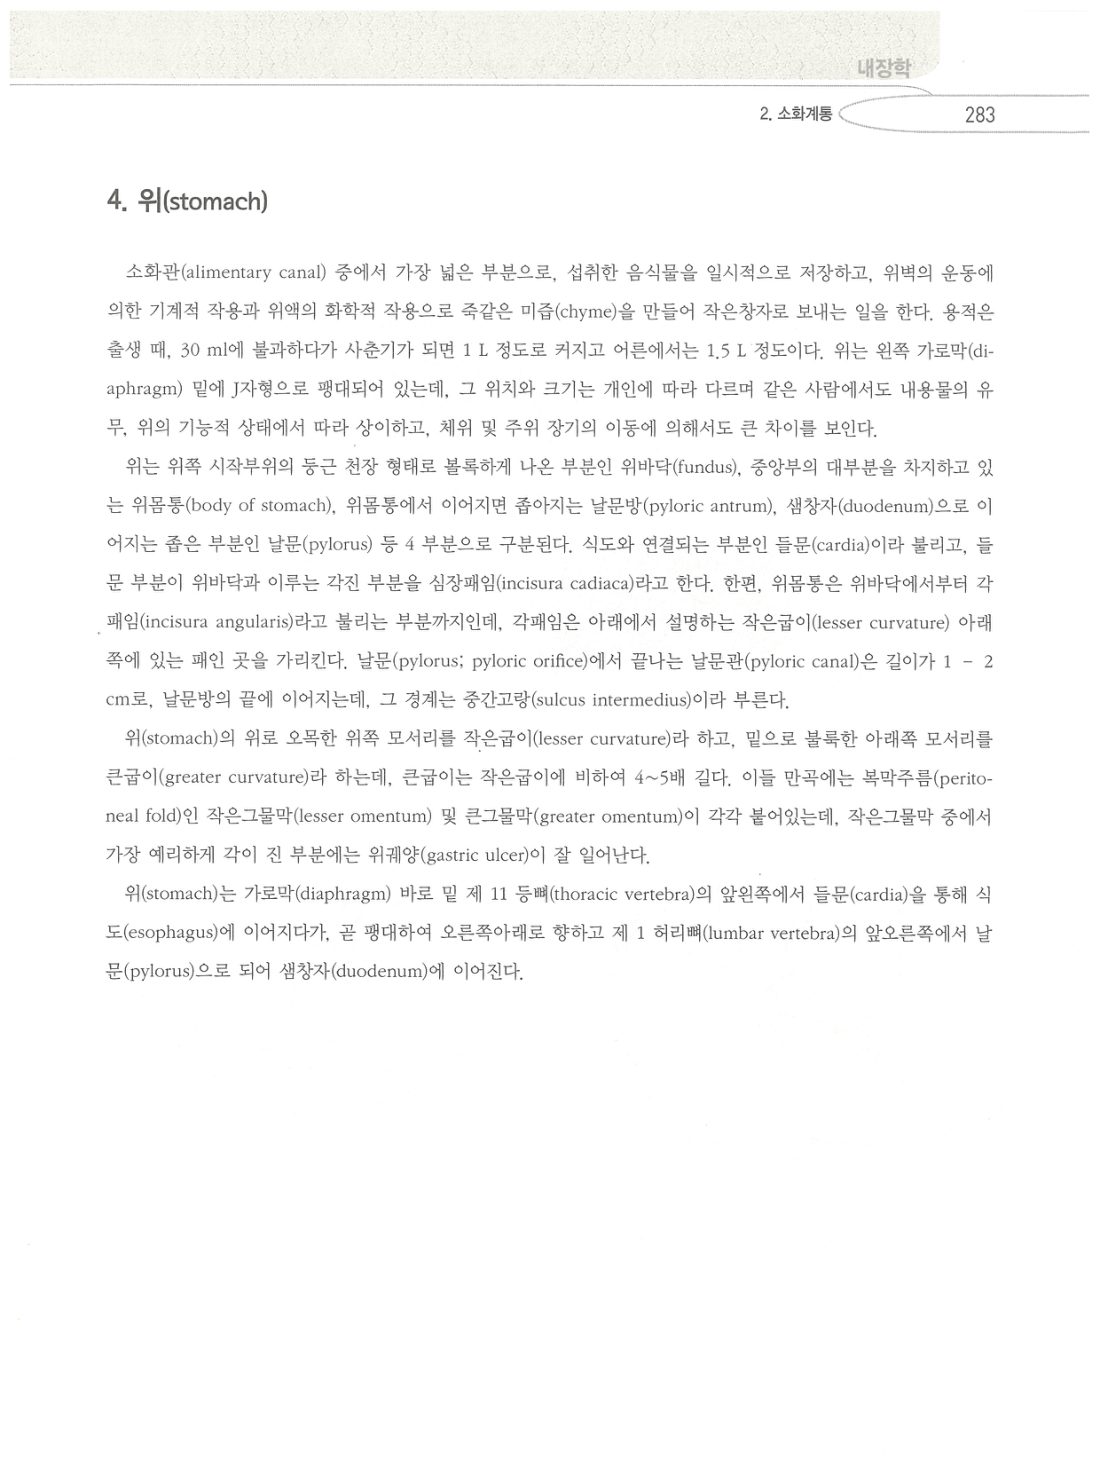 내장학
2. 소화계통
283
4. 위(stomach)
소화관(alimentary canal) 중에서 가장 넓은 부분으로, 섭취한 음식물을 일시적으로 저장하고, 위벽의 운동에
의한 기계적 작용과 위액의 화학적 작용으로 죽같은 미즙(chyme)을 만들어 작은창자로 보내는 일을 한다. 용적은
출생 때, 30 ml에 불과하다가 사춘기가 되면 1 L 정도로 커지고 어른에서는 1.5 L 정도이다. 위는 왼쪽 가로막(di-
aphragm) 밑에 J자형으로 팽대되어 있는데, 그 위치와 크기는 개인에 따라 다르며 같은 사람에서도 내용물의 유
무, 위의 기능적 상태에서 따라 상이하고, 체위 및 주위 장기의 이동에 의해서도 큰 차이를 보인다.
위는 위쪽 시작부위의 둥근 천장 형태로 볼록하게 나온 부분인 위바닥(fundus), 중앙부의 대부분을 차지하고 있
는 위몸통(body of stomach), 위몸통에서 이어지면 좁아지는 날문방(pyloric antrum), 샘창자(duodenum)으로 이
어지는 좁은 부분인 날문(pylorus) 등 4 부분으로 구분된다. 식도와 연결되는 부분인 들문(cardia)이라 불리고, 들
문 부분이 위바닥과 이루는 각진 부분을 심장패임(incisura cadiaca)라고 한다. 한편, 위몸통은 위바닥에서부터 각
패임(incisura angularis)라고 불리는 부분까지인데, 각패임은 아래에서 설명하는 작은굽이(lesser curvature) 아래
쪽에 있는 패인 곳을 가리킨다. 날문(pylorus; pyloric orifice)에서 끝나는 날문관(pyloric canal)은 길이가 1 - 2
cm로, 날문방의 끝에 이어지는데, 그 경계는 중간고랑(sulcus intermedius)이라 부른다.
위(stomach)의 위로 오목한 위쪽 모서리를 작은굽이(lesser curvature)라 하고, 밑으로 불룩한 아래쪽 모서리를
큰굽이(greater curvature)라 하는데, 큰굽이는 작은굽이에 비하여 4~5배 길다. 이들 만곡에는 복막주름(perito-
neal fold)인 작은그물막(lesser omentum) 및 큰그물막(greater omentum)이 각각 붙어있는데, 작은그물막 중에서
가장 예리하게 각이 진 부분에는 위궤양(gastric ulcer)이 잘 일어난다.
위(stomach)는 가로막(diaphragm) 바로 밑 제 11 등뼈(thoracic vertebra)의 앞왼쪽에서 들문(cardia)을 통해 식
도(esophagus)에 이어지다가, 곧 팽대하여 오른쪽아래로 향하고 제 1 허리뼈(lumbar vertebra)의 앞오른쪽에서 날
문(pylorus)으로 되어 샘창자(duodenum)에 이어진다.